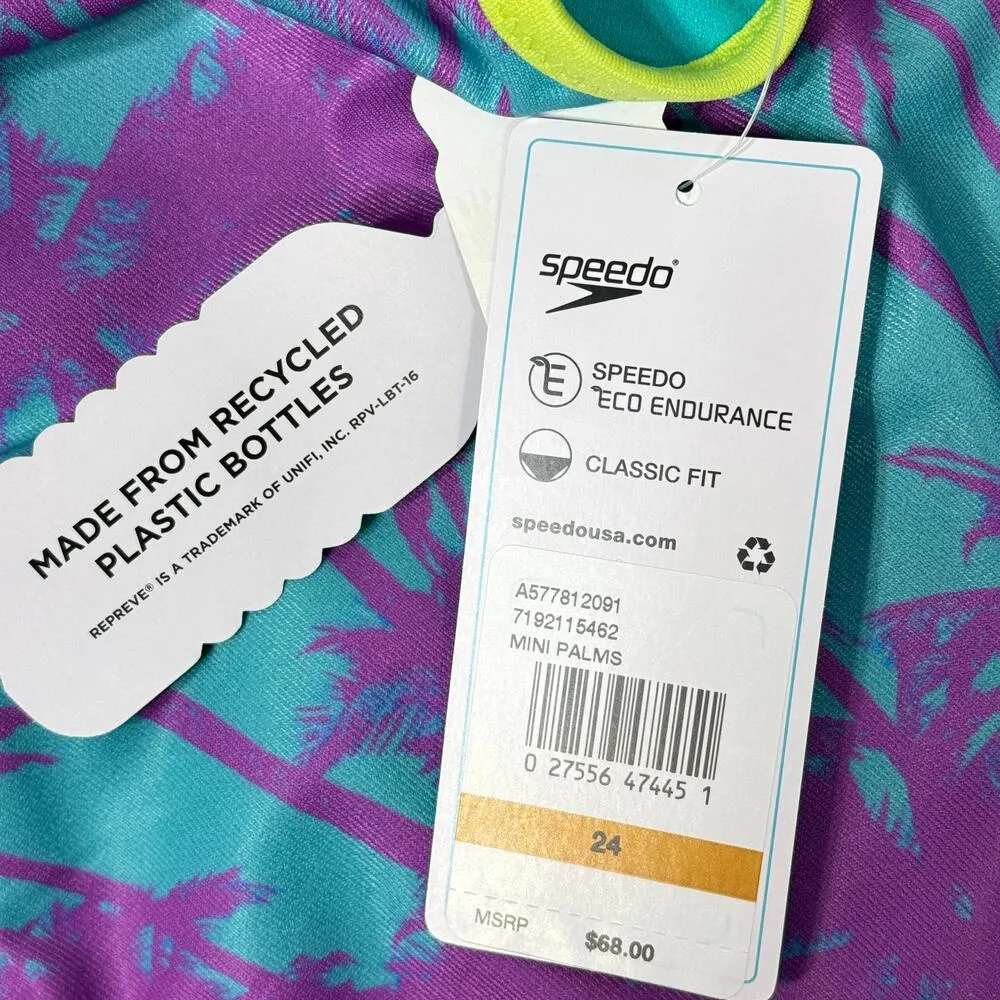 MADE FROM RECYCLED
PLASTIC BOTTLES
REPREVE® IS A TRADEMARK OF UNIFI, INC. RPV-LBT-16
speedo®
E SPEEDO
ECO ENDURANCE
CLASSIC FIT
speedousa.com
A577812091
7192115462
MINI PALMS
0 27556 47445 1
24
MSRP $68.00